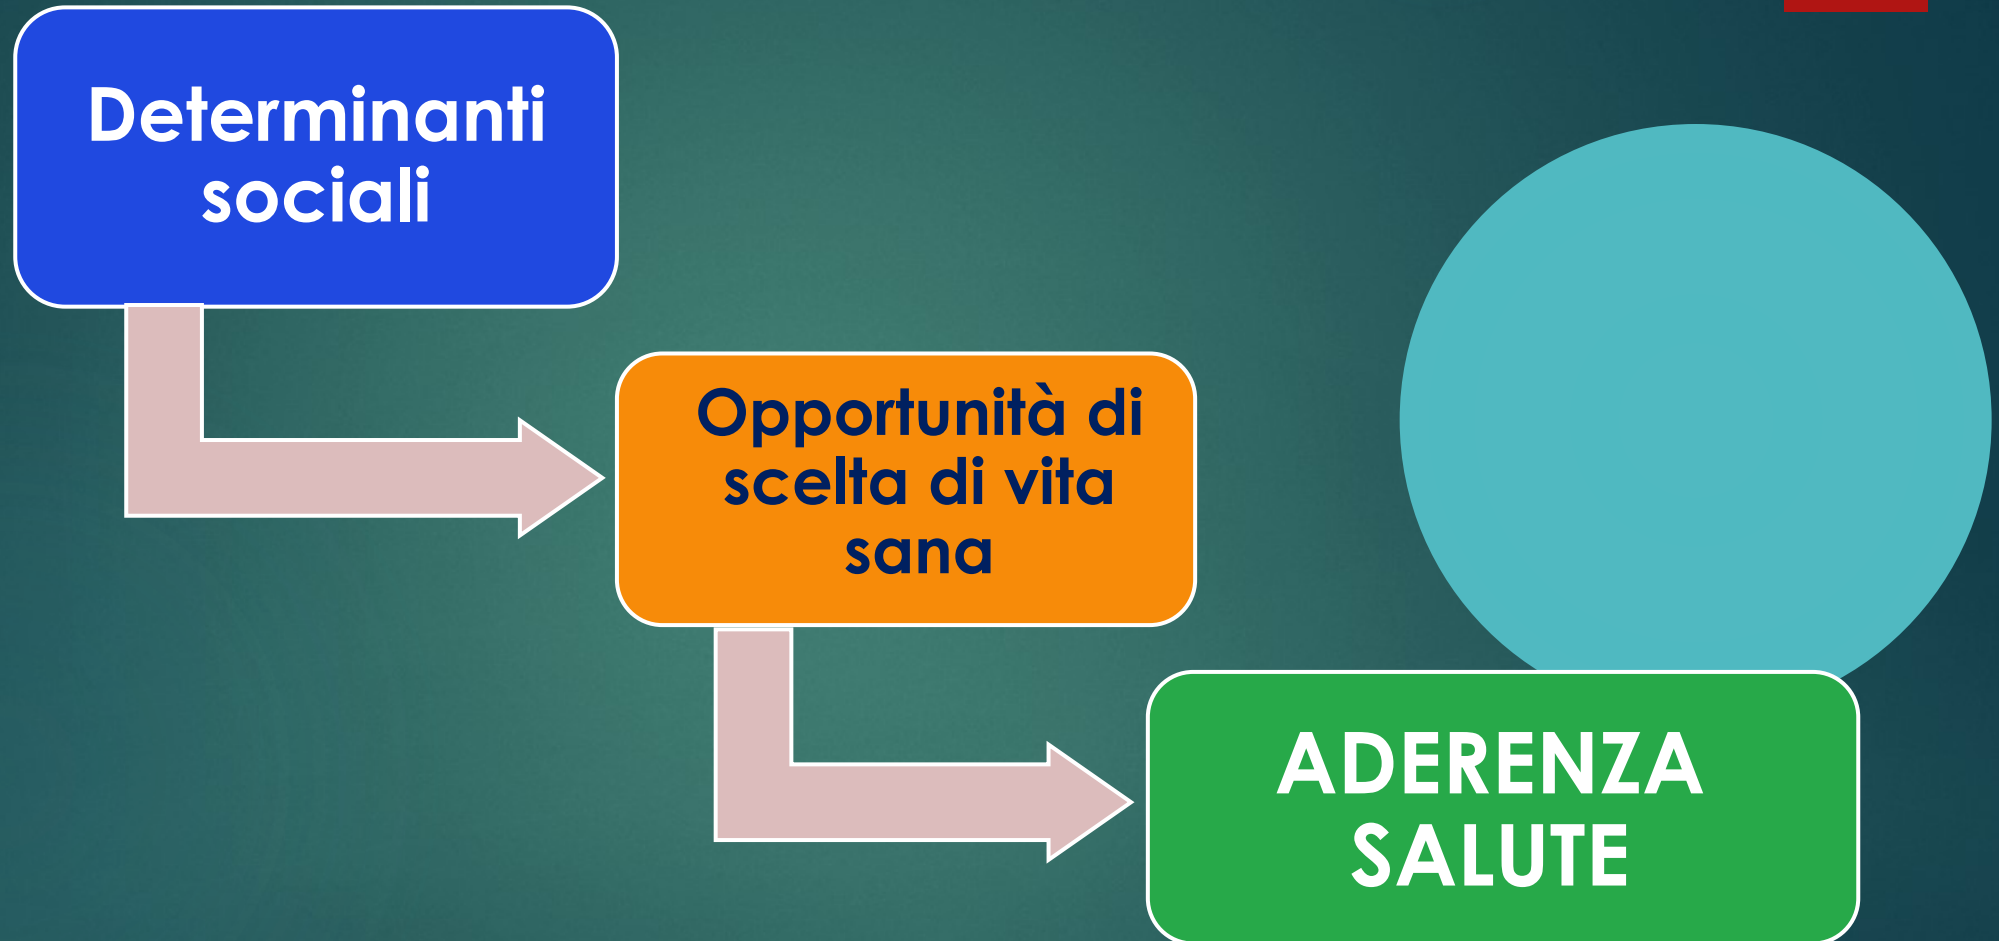 Determinanti
sociali
Opportunità di
scelta di vita
sana
ADERENZA
SALUTE